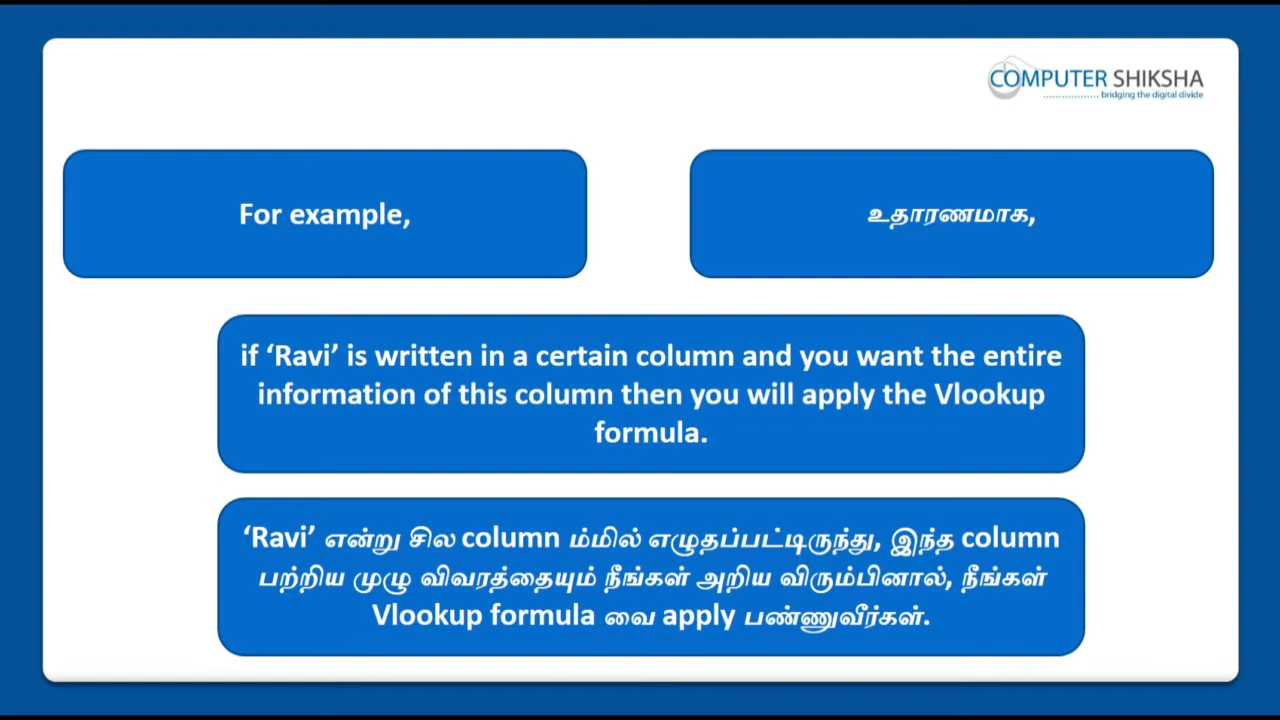 COMPUTER SHIKSHA
bridging the digital divide
For example,
உதாரணமாக,
if ‘Ravi’ is written in a certain column and you want the entire
information of this column then you will apply the Vlookup
formula.
‘Ravi’ என்று சில column ம்மில் எழுதப்பட்டிருந்து, இந்த column
பற்றிய முழு விவரத்தையும் நீங்கள் அறிய விரும்பினால், நீங்கள்
Vlookup formula வை apply பண்ணுவீர்கள்.